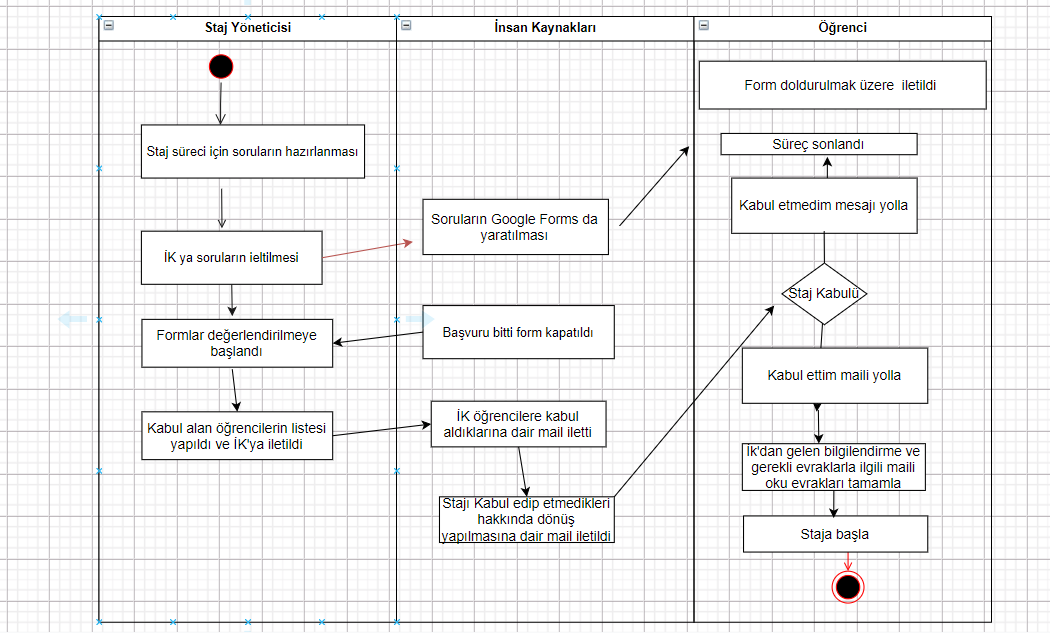 Staj Yöneticisi
İnsan Kaynakları
Öğrenci
Staj süreci için soruların hazırlanması
İK ya soruların ieltilmesi
Formlar değerlendirilmeye
başlandı
Kabul alan öğrencilerin listesi
yapıldı ve İK'ya iletildi
Soruların Google Forms da
yaratılması
Başvuru bitti form kapatıldı
İK öğrencilere kabul
aldıklarına dair mail iletti
Stajı Kabul edip etmedikleri
hakkında dönüş
yapılmasına dair mail iletildi
Form doldurulmak üzere  iletildi
Süreç sonlandı
Kabul etmedim mesajı yolla
Staj Kabulü
Kabul ettim maili yolla
İk'dan gelen bilgilendirme ve
gerekli evraklarla ilgili maili
oku evrakları tamamla
Staja başla